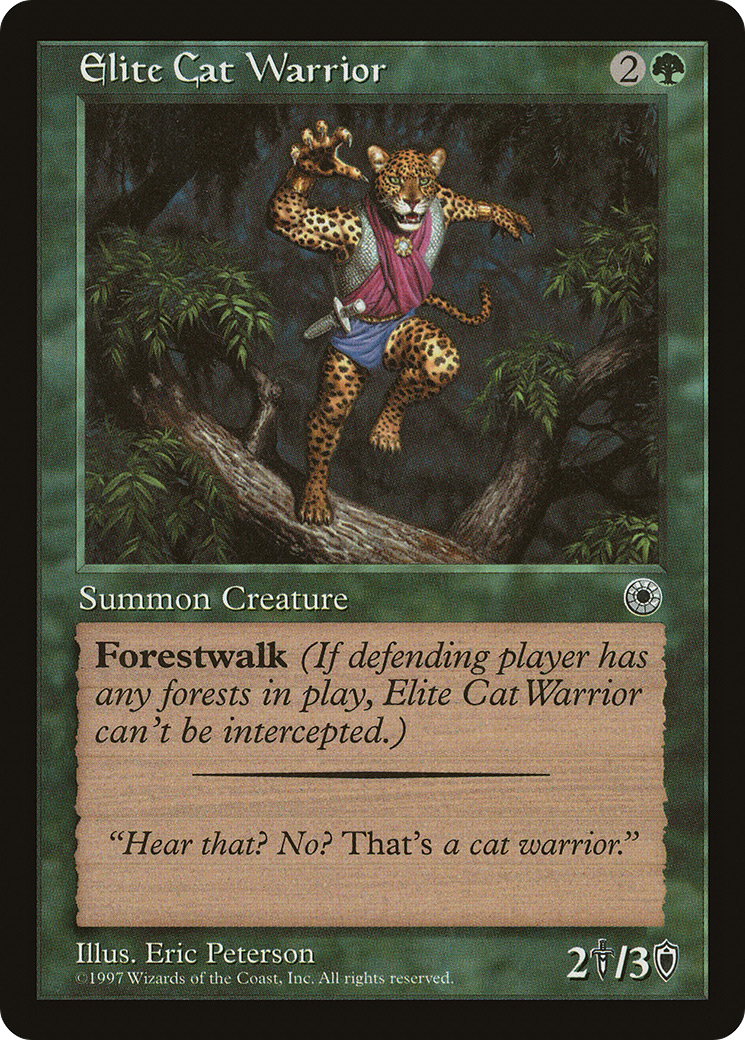 Elite Cat Warrior 2
Summon Creature
Forestwalk (If defending player has
any forests in play, Elite Cat Warrior
can't be intercepted.)
“Hear that? No? That's a cat warrior.”
Illus. Eric Peterson
©1997 Wizards of the Coast, Inc. All rights reserved.
2/3